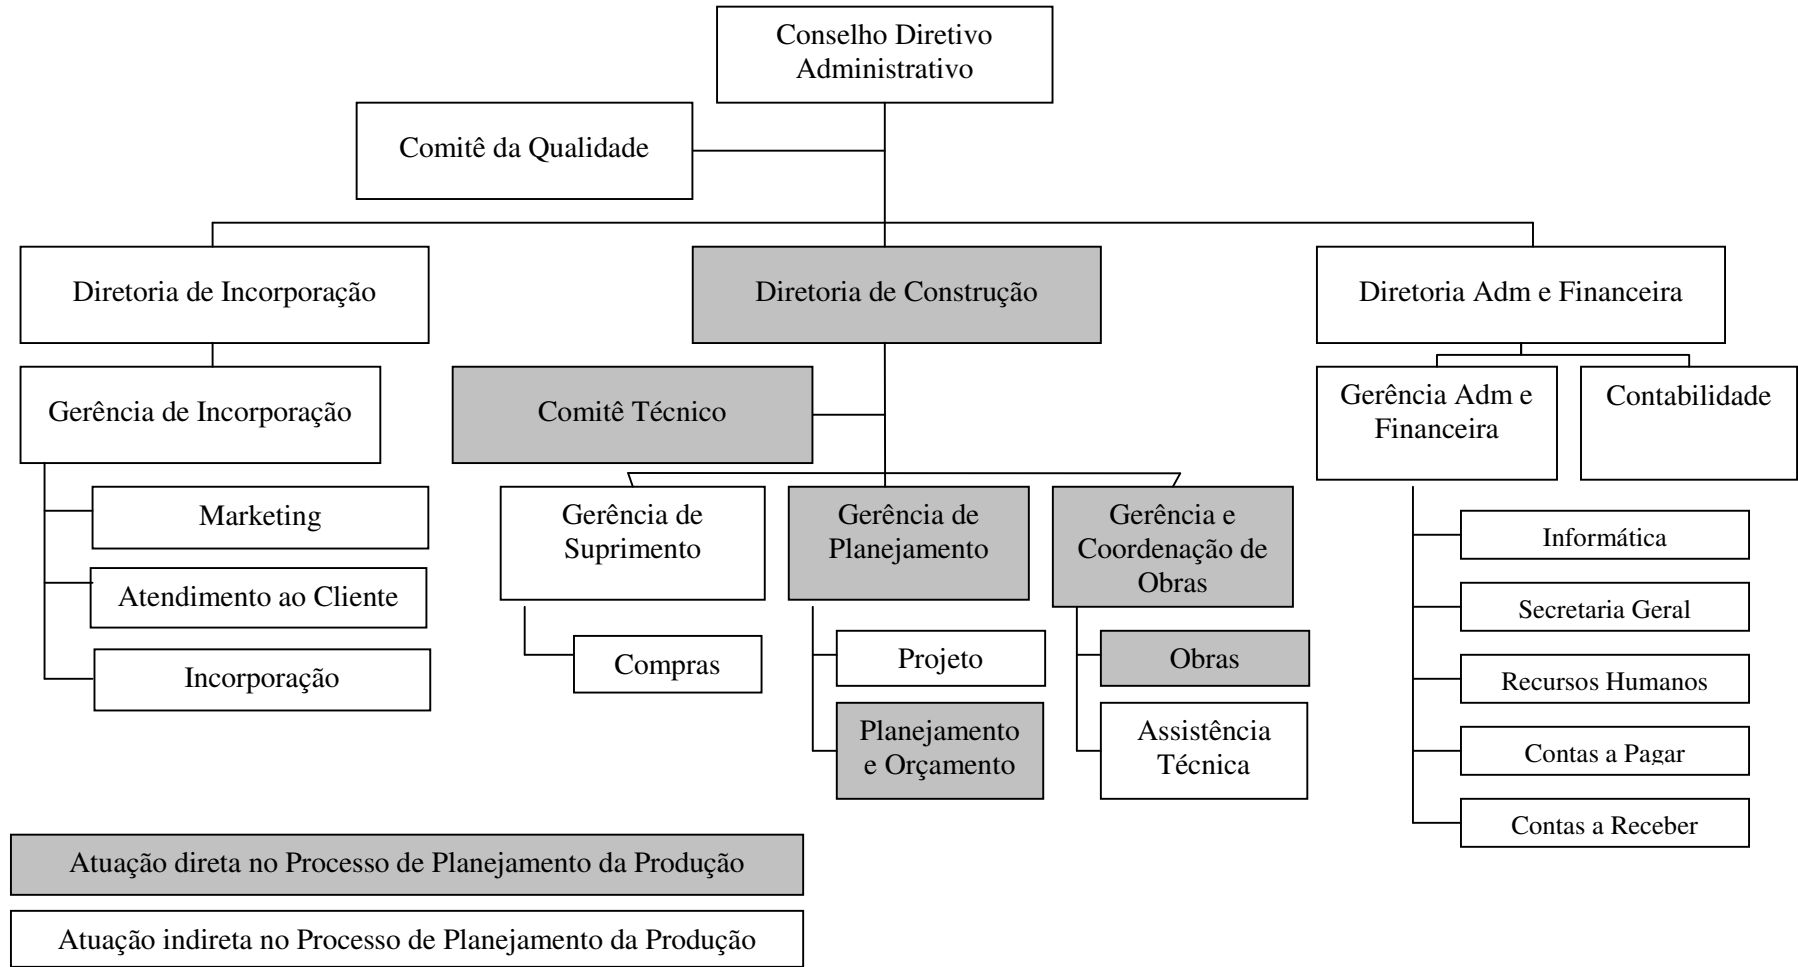 Conselho Diretivo
Administrativo
Comitê da Qualidade
Diretoria de Incorporação
Diretoria de Construção
Diretoria Adm e Financeira
Gerência de Incorporação
Comitê Técnico
Gerência Adm e
Financeira
Contabilidade
Marketing
Atendimento ao Cliente
Incorporação
Gerência de
Suprimento
Compras
Gerência de
Planejamento
Projeto
Planejamento
e Orçamento
Gerência e
Coordenação de
Obras
Obras
Assistência
Técnica
Informática
Secretaria Geral
Recursos Humanos
Contas a Pagar
Contas a Receber
Atuação direta no Processo de Planejamento da Produção
Atuação indireta no Processo de Planejamento da Produção